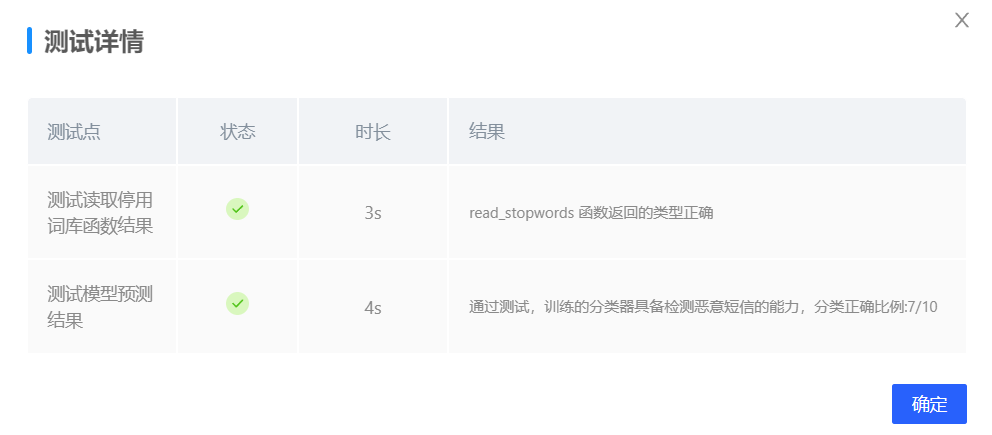 测试详情
测试点 状态 时长 结果
测试读取停用
词库函数结果
3s
read_stopwords 函数返回的类型正确
测试模型预测
结果
4s
通过测试，训练的分类器具备检测恶意短信的能力，分类正确比例:7/10
确定